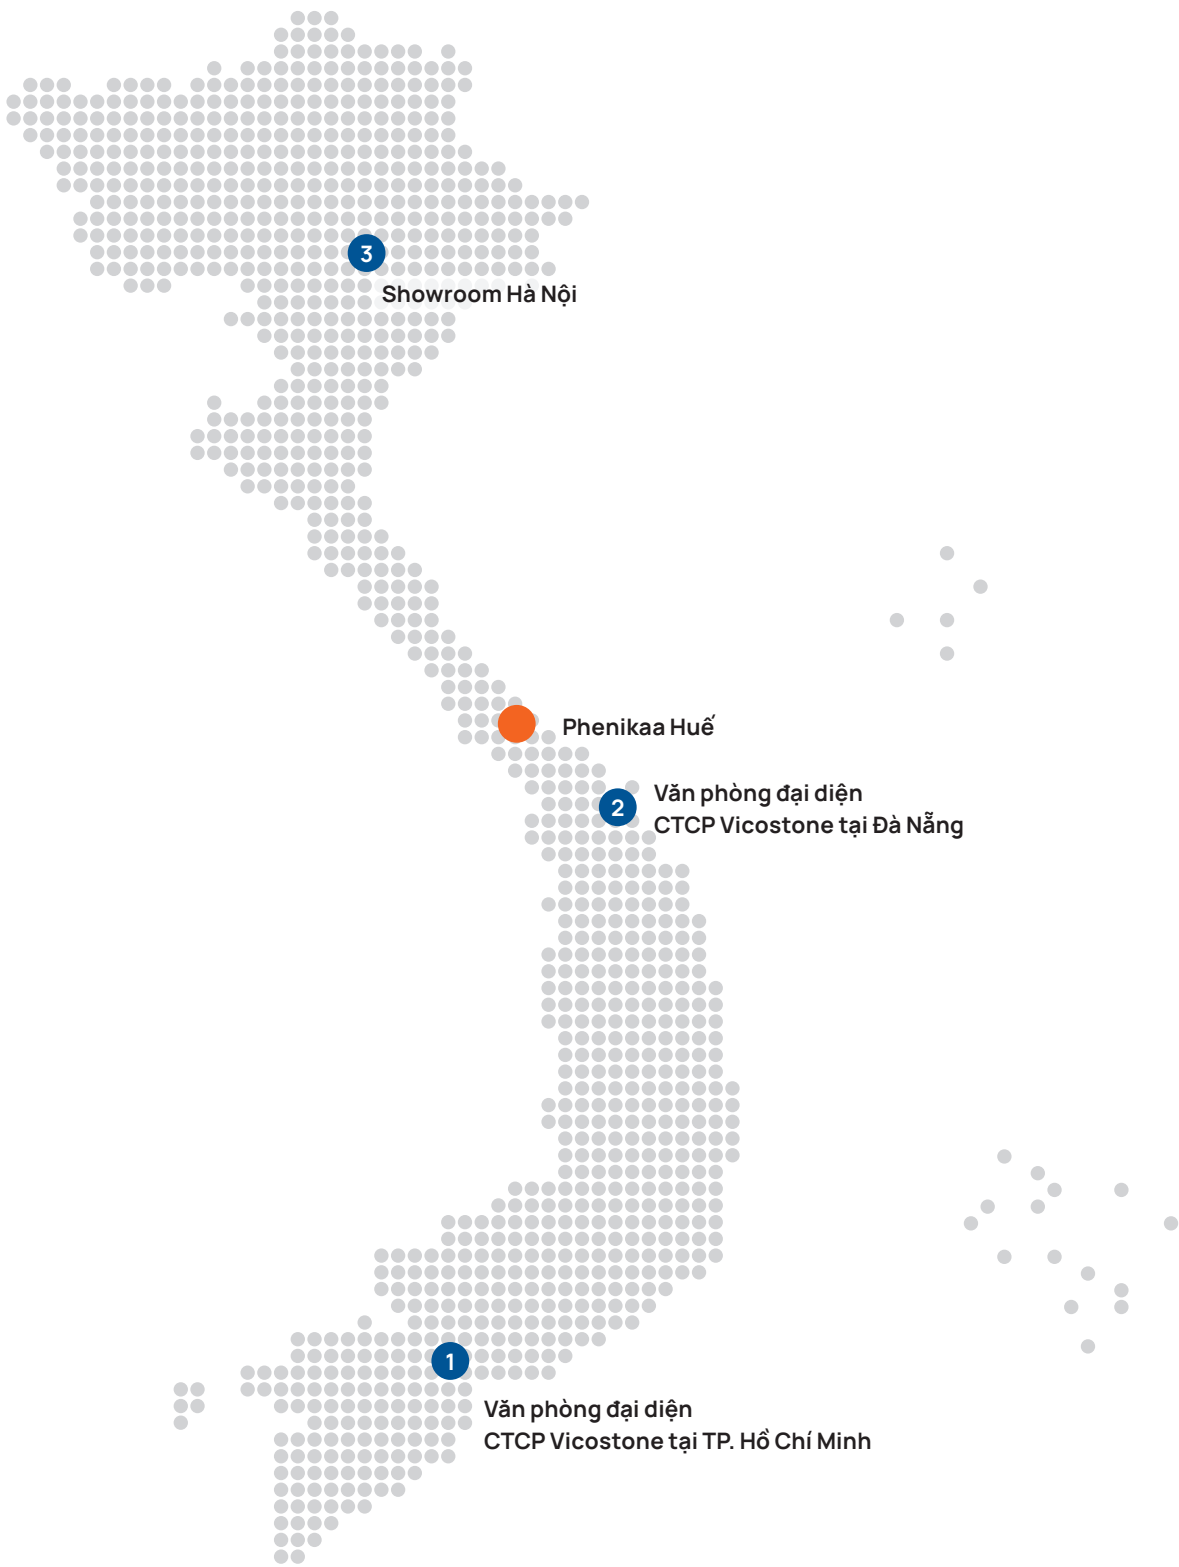 3
Showroom Hà Nội
Phenikaa Huế
2
Văn phòng đại diện
CTCP Vicostone tại Đà Nẵng
1
Văn phòng đại diện
CTCP Vicostone tại TP. Hồ Chí Minh